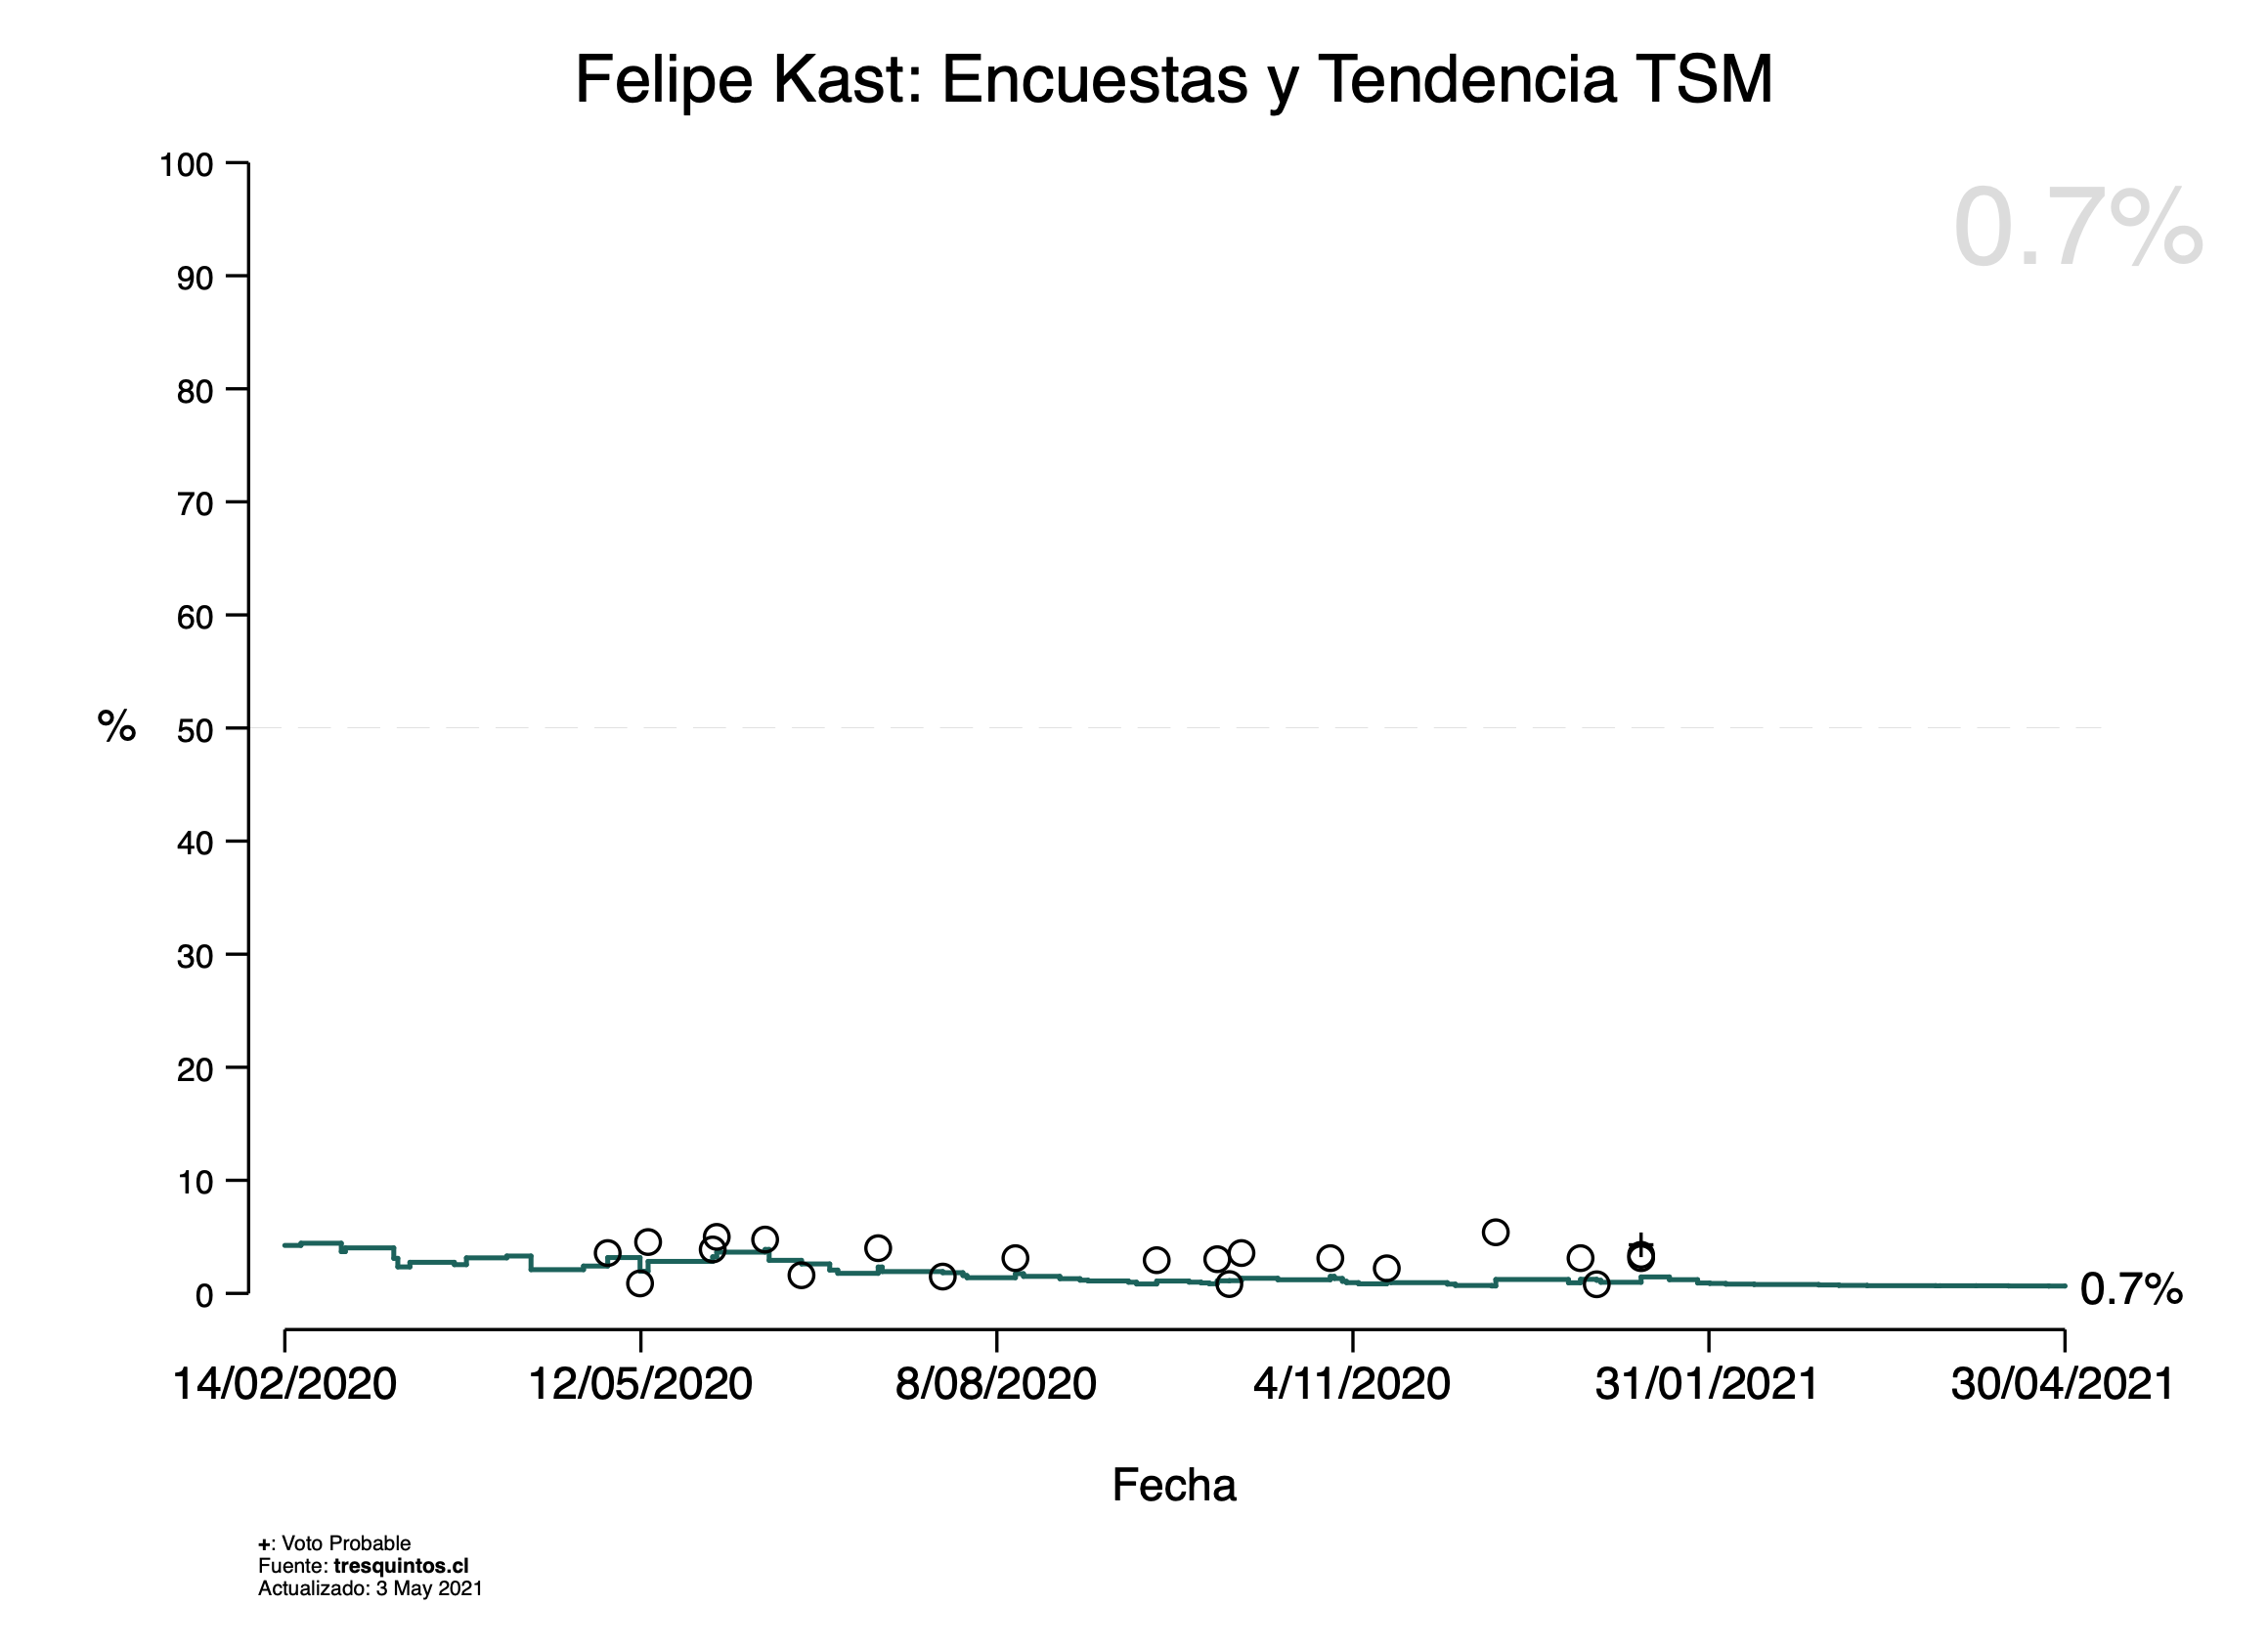 Felipe Kast: Encuestas y Tendencia TSM
0.7%
100
90
80
70
60
50
40
30
20
10
0
%
0.7%
14/02/2020 12/05/2020 8/08/2020 4/11/2020 31/01/2021 30/04/2021
Fecha
+: Voto Probable
Fuente: tresquintos.cl
Actualizado: 3 May 2021